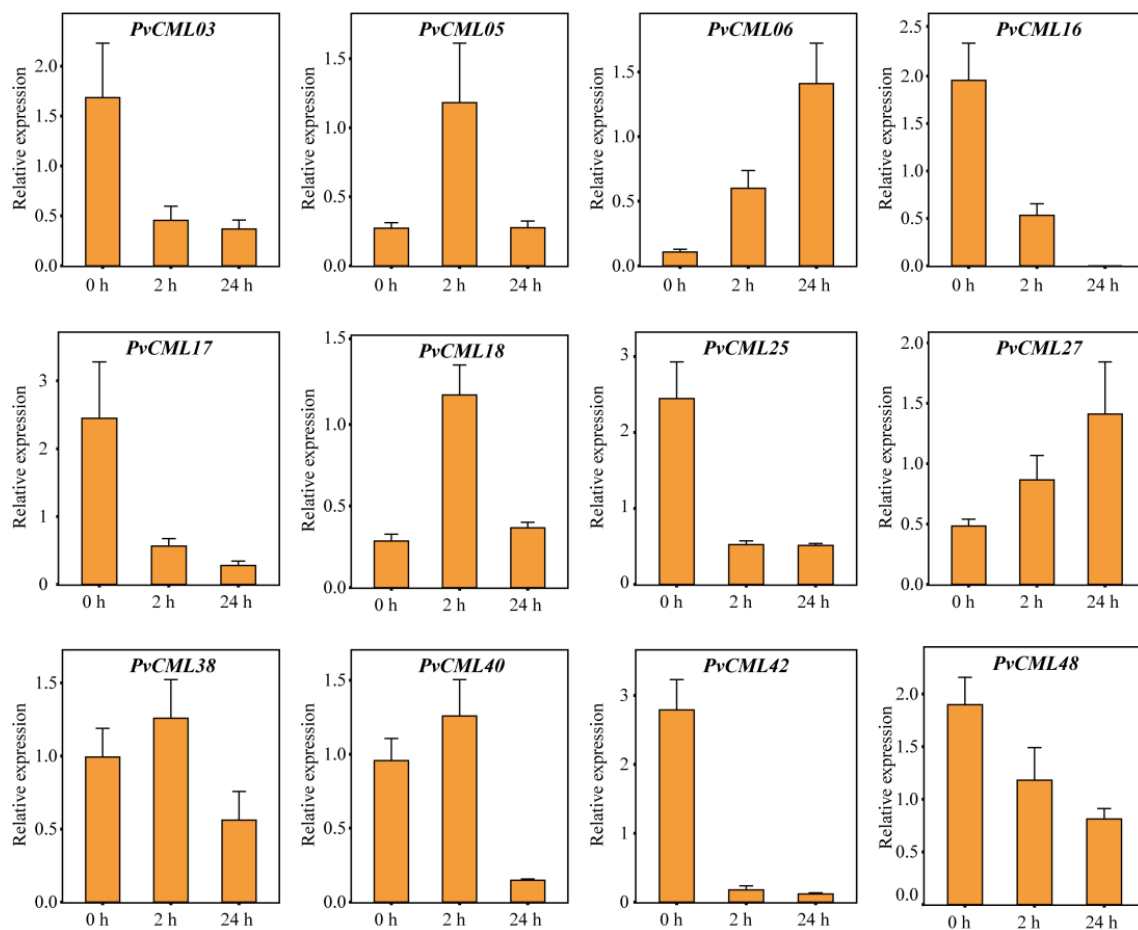 PvCML03
2.0
1.5
1.0
0.5
0.0
Relative expression
0 h 2 h 24 h
PvCML05
1.5
1.0
0.5
0.0
Relative expression
0 h 2 h 24 h
PvCML06
1.5
1.0
0.5
0.0
Relative expression
0 h 2 h 24 h
PvCML16
2.5
2.0
1.5
1.0
0.5
0.0
Relative expression
0 h 2 h 24 h
PvCML17
3
2
1
0
Relative expression
0 h 2 h 24 h
PvCML18
1.5
1.0
0.5
0.0
Relative expression
0 h 2 h 24 h
PvCML25
3
2
1
0
Relative expression
0 h 2 h 24 h
PvCML27
2.0
1.5
1.0
0.5
0.0
Relative expression
0 h 2 h 24 h
PvCML38
1.5
1.0
0.5
0.0
Relative expression
0 h 2 h 24 h
PvCML40
1.5
1.0
0.5
0.0
Relative expression
0 h 2 h 24 h
PvCML42
3
2
1
0
Relative expression
0 h 2 h 24 h
PvCML48
2.0
1.5
1.0
0.5
0.0
Relative expression
0 h 2 h 24 h